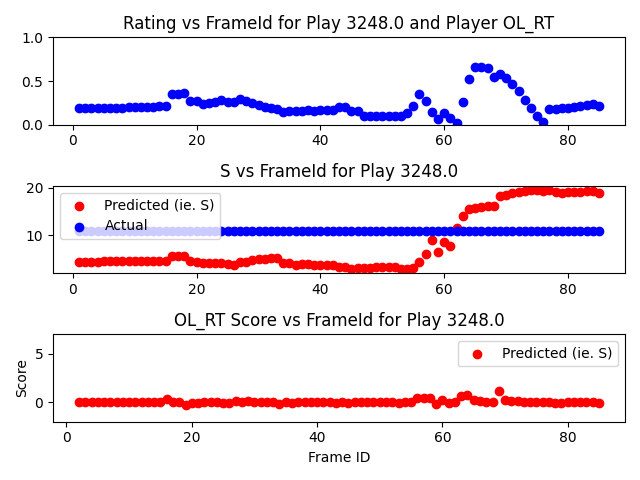 Rating vs FrameId for Play 3248.0 and Player OL_RT
1.0
0.5
0.0
0 20 40 60 80
S vs FrameId for Play 3248.0
20
10
Predicted (ie. S)
Actual
0 20 40 60 80
OL_RT Score vs FrameId for Play 3248.0
5
0
Score
Predicted (ie. S)
0 20 40 60 80
Frame ID